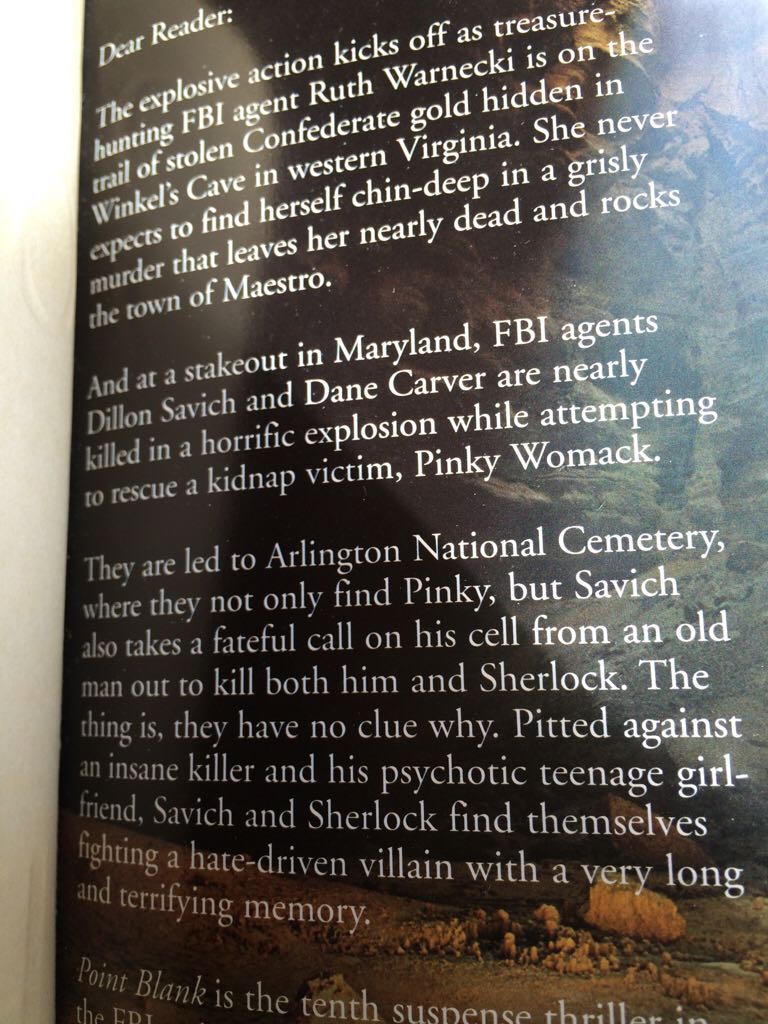 Dear Reader:
The explosive action kicks off as treasure-
hunting FBI agent Ruth Warnecki is on the
trail of stolen Confederate gold hidden in
Winkel's Cave in western Virginia. She never
expects to find herself chin-deep in a grisly
murder that leaves her nearly dead and rocks
the town of Maestro.
And at a stakeout in Maryland, FBI agents
Dillon Savich and Dane Carver are nearly
killed in a horrific explosion while attempting
to rescue a kidnap victim, Pinky Womack.
They are led to Arlington National Cemetery,
where they not only find Pinky, but Savich
also takes a fateful call on his cell from an old
man out to kill both him and Sherlock. The
thing is, they have no clue why. Pitted against
an insane killer and his psychotic teenage girl-
friend, Savich and Sherlock find themselves
fighting a hate-driven villain with a very long
and terrifying memory.
Point Blank is the tenth suspense thriller in
the FBI